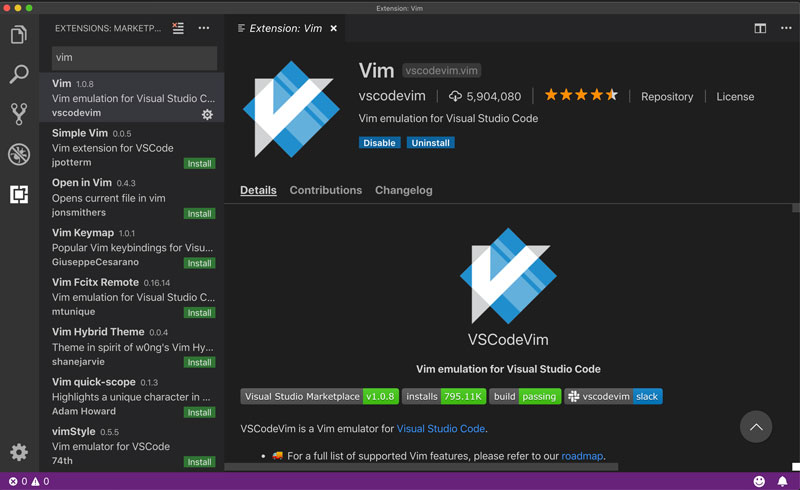 Extension: Vim
EXTENSIONS: MARKETP...
vim
Vim 1.0.8
Vim emulation for Visual Studio C...
vscodevim
Simple Vim 0.0.5
Vim extension for VSCode
jpotterm Install
Open in Vim 0.4.3
Opens current file in vim
jonsmithers Install
Vim Keymap 1.0.1
Popular Vim keybindings for Visu...
GiuseppeCesarano Install
Vim Fcitx Remote 0.16.14
Vim emulation for Visual Studio C...
mtunique Install
Vim Hybrid Theme 0.0.4
Theme in spirit of w0ng's Vim Hy...
shanejarvie Install
Vim quick-scope 0.1.3
Highlights a unique character in ...
Adam Howard Install
vimStyle 0.5.5
Vim emulator for VSCode
74th Install
Extension: Vim
Vim vscodevim.vim
vscodevim 5,904,080 Repository License
Vim emulation for Visual Studio Code
Disable Uninstall
Details Contributions Changelog
VSCodeVim
Vim emulation for Visual Studio Code
Visual Studio Marketplace v1.0.8 installs 795.11K build passing vscodevim slack
VSCodeVim is a Vim emulator for Visual Studio Code.
• For a full list of supported Vim features, please refer to our roadmap.
0 0